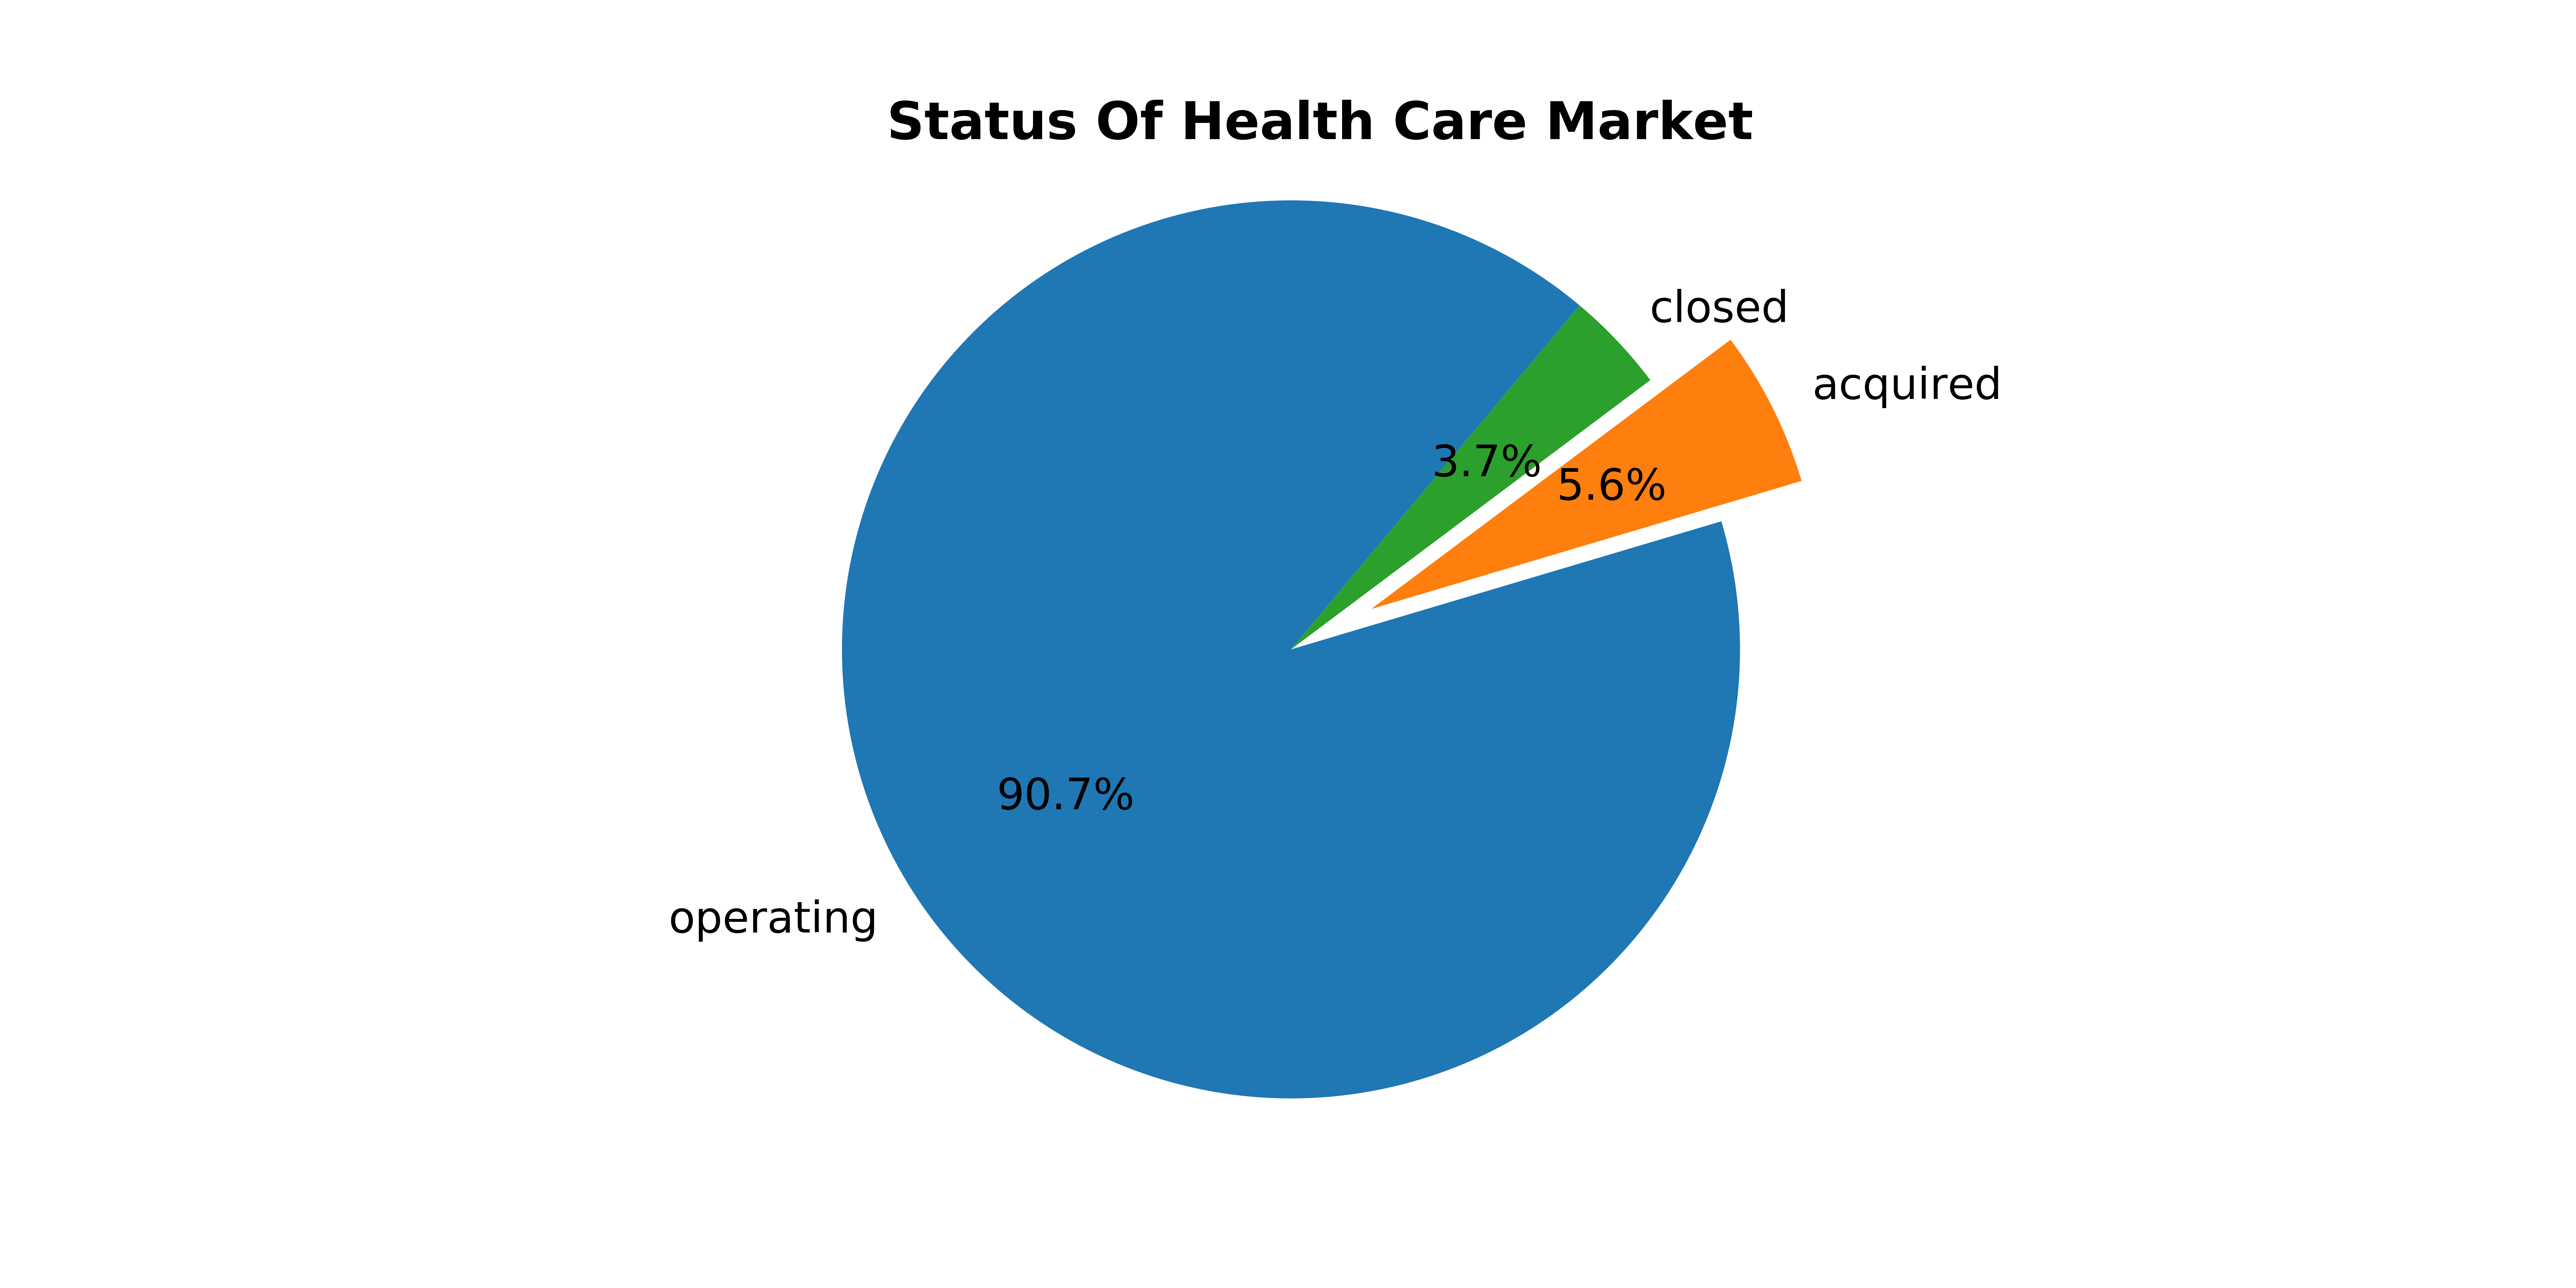 Status Of Health Care Market
closed
acquired
3.7%
5.6%
90.7%
operating